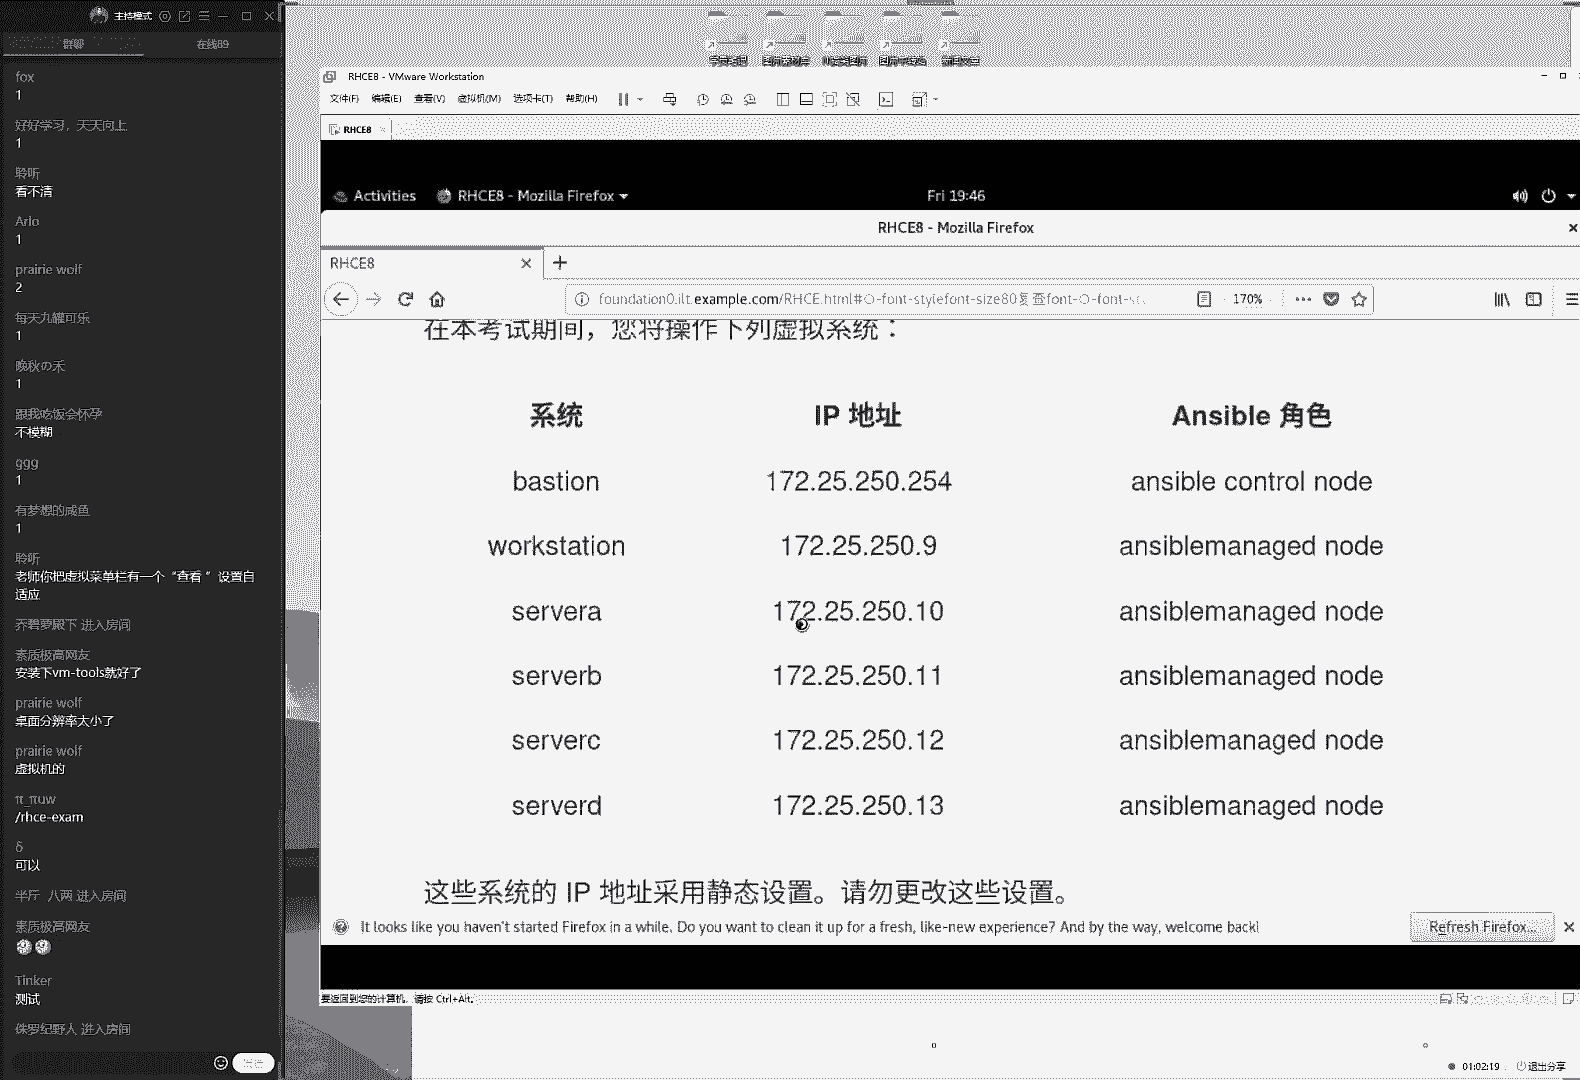 主持模式
群聊
在线89
fox
1
好好学习，天天向上
1
聆听
看不清
Arlo
1
prairie wolf
2
每天九罐可乐
1
晚秋の禾
1
跟我吃饭会怀孕
不模糊
ggg
1
有梦想的咸鱼
1
聆听
老师你把虚拟菜单栏有一个“查看 ”设置自
适应
乔碧萝殿下 进入房间
素质极高网友
安装下vm-tools就好了
prairie wolf
桌面分辨率太小了
prairie wolf
虚拟机的
π_πuw
/rhce-exam
δ
可以
半斤  八两 进入房间
素质极高网友
Tinker
测试
侏罗纪野人 进入房间
RHCE8 - VMware Workstation
文件(F) 编辑(E) 查看(V) 虚拟机(M) 选项卡(T) 帮助(H)
RHCE8
Activities RHCE8 - Mozilla Firefox Fri 19:46
RHCE8 - Mozilla Firefox
RHCE8
foundation0.ilt.example.com/RHCE.html 170%
在本考试期间，您将操作下列虚拟系统：
系统 IP 地址 Ansible 角色
bastion 172.25.250.254 ansible control node
workstation 172.25.250.9 ansiblemanaged node
servera 172.25.250.10 ansiblemanaged node
serverb 172.25.250.11 ansiblemanaged node
serverc 172.25.250.12 ansiblemanaged node
serverd 172.25.250.13 ansiblemanaged node
这些系统的 IP 地址采用静态设置。请勿更改这些设置。
It looks like you haven't started Firefox in a while. Do you want to clean it up for a fresh, like-new experience? And by the way, welcome back! Refresh Firefox...
要返回到您的计算机，请按 Ctrl+Alt。
01:02:19 退出分享